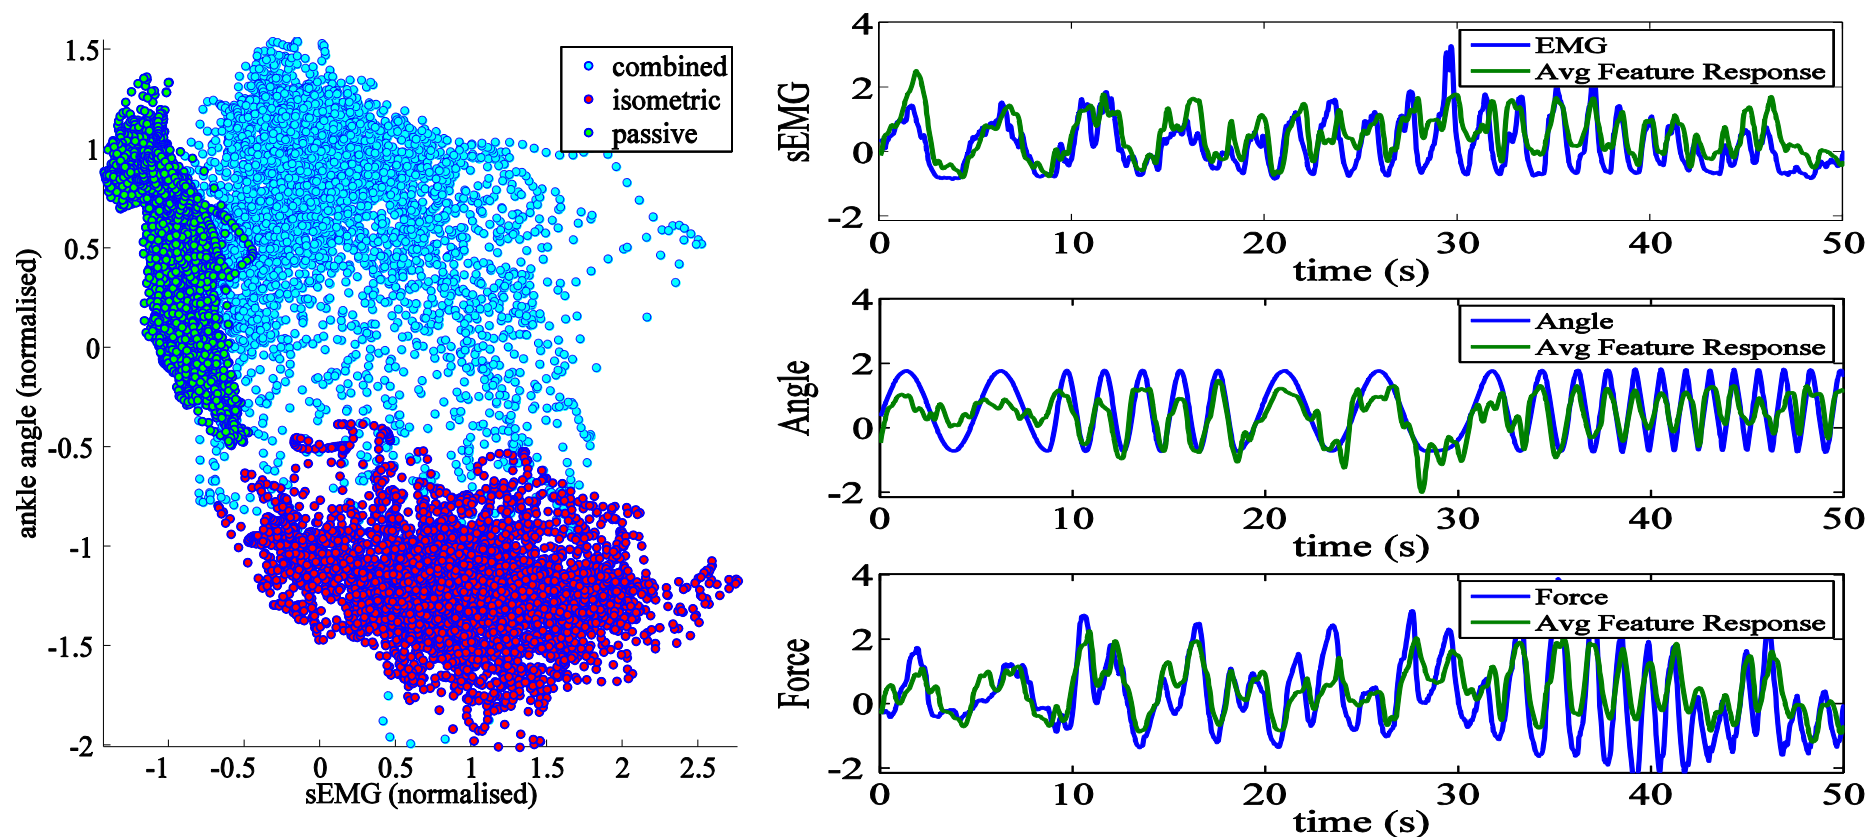 1.5
1
0.5
0
-0.5
-1
-1.5
-2
ankle angle (normalised)
combined
isometric
passive
-1 -0.5 0 0.5 1 1.5 2 2.5
sEMG (normalised)
4
2
0
-2
sEMG
EMG
Avg Feature Response
0 10 20 30 40 50
time (s)
4
2
0
-2
Angle
Angle
Avg Feature Response
0 10 20 30 40 50
time (s)
4
2
0
-2
Force
Force
Avg Feature Response
0 10 20 30 40 50
time (s)